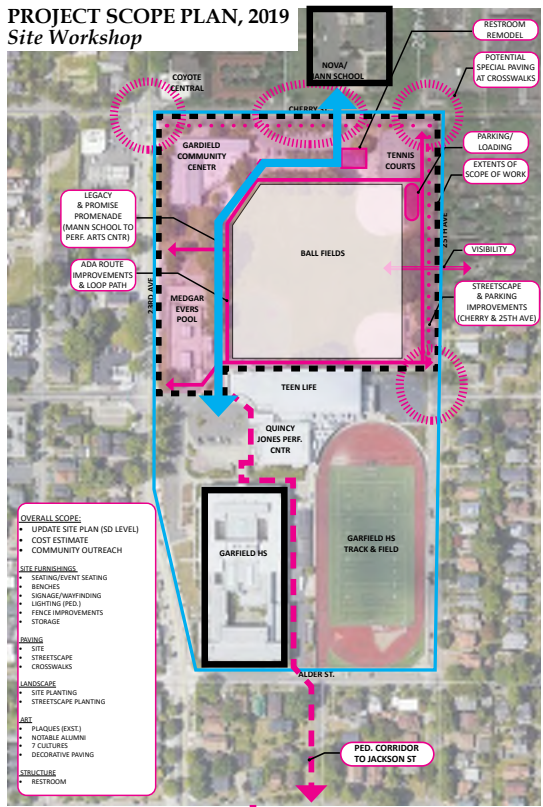 PROJECT SCOPE PLAN, 2019
Site Workshop
RESTROOM
REMODEL
NOVA/
MANN SCHOOL
POTENTIAL
SPECIAL PAVING
AT CROSSWALKS
COYOTE
CENTRAL
CHERRY
GARDIELD
COMMUNITY
CENETR
TENNIS
COURTS
PARKING/
LOADING
EXTENTS OF
SCOPE OF WORK
25TH AVE
LEGACY
& PROMISE
PROMENADE
(MANN SCHOOL TO
PERF. ARTS CNTR)
BALL FIELDS
VISIBILITY
ADA ROUTE
IMPROVEMENTS
& LOOP PATH
23RD AVE
MEDGAR
EVERS
POOL
STREETSCAPE
& PARKING
IMPROVEMENTS
(CHERRY & 25TH AVE)
TEEN LIFE
QUINCY
JONES PERF.
CNTR
GARFIELD HS
GARFIELD HS
TRACK & FIELD
OVERALL SCOPE:
• UPDATE SITE PLAN (SD LEVEL)
• COST ESTIMATE
• COMMUNITY OUTREACH
SITE FURNISHINGS
• SEATING/EVENT SEATING
• BENCHES
• SIGNAGE/WAYFINDING
• LIGHTING (PED.)
• FENCE IMPROVEMENTS
• STORAGE
PAVING
• SITE
• STREETSCAPE
• CROSSWALKS
LANDSCAPE
• SITE PLANTING
• STREETSCAPE PLANTING
ART
• PLAQUES (EXST.)
• NOTABLE ALUMNI
• 7 CULTURES
• DECORATIVE PAVING
STRUCTURE
• RESTROOM
ALDER ST.
PED. CORRIDOR
TO JACKSON ST